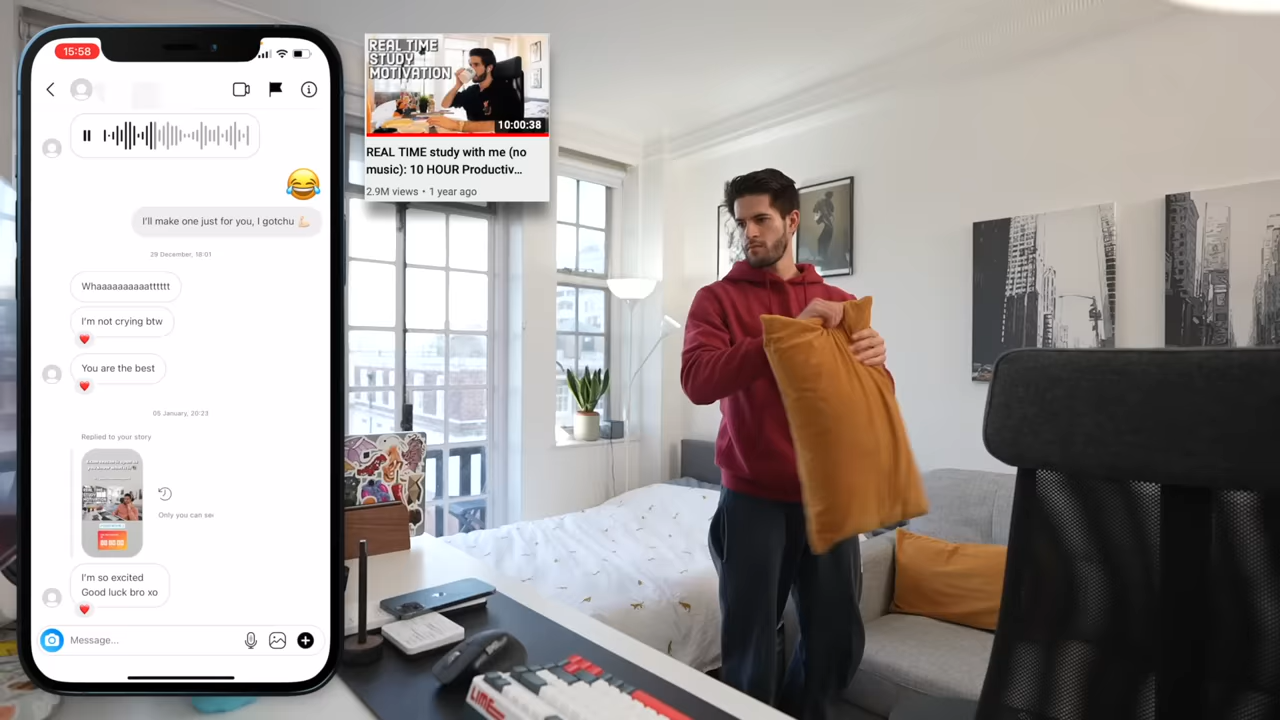 15:58
I'll make one just for you, I gotchu 💪🏻
29 December, 18:01
Whaaaaaaaaatttttt
I'm not crying btw
You are the best
05 January, 20:23
Replied to your story
Only you can see
I'm so excited
Good luck bro xo
Message...
REAL TIME
STUDY
MOTIVATION
10:00:38
REAL TIME study with me (no
music): 10 HOUR Productiv...
2.9M views • 1 year ago
LIME